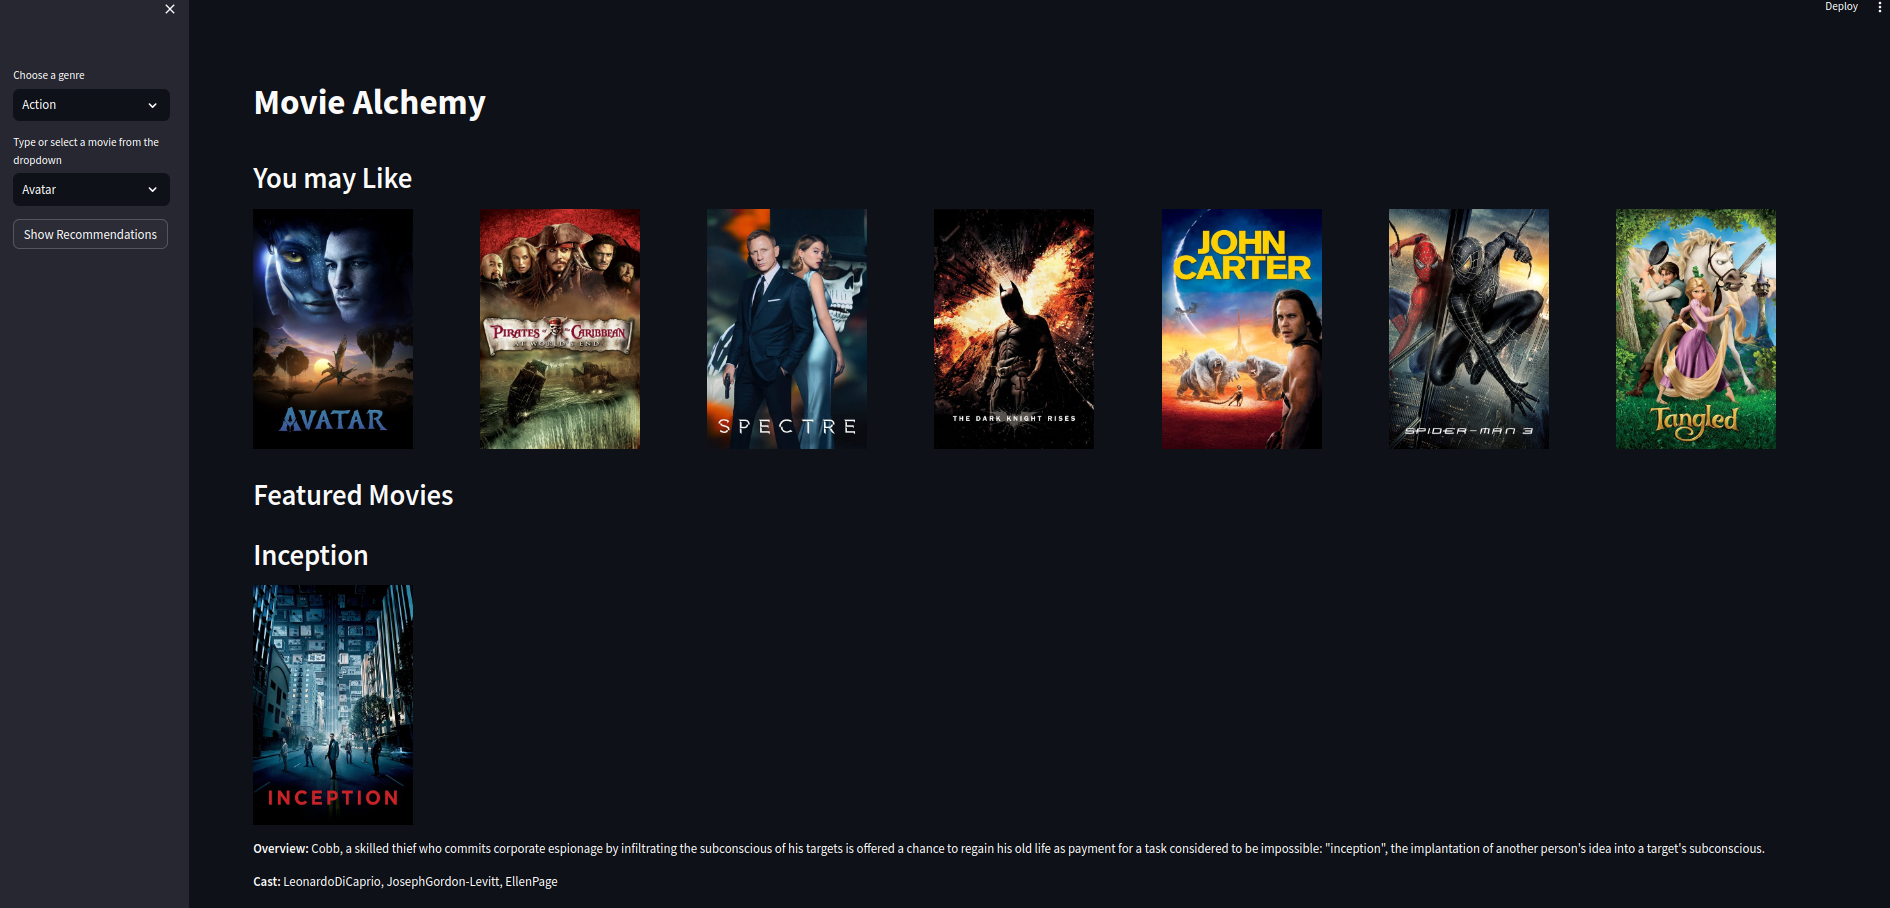 Deploy
Choose a genre
Action
Type or select a movie from the
dropdown
Avatar
Show Recommendations
Movie Alchemy
You may Like
AVATAR
PIRATES of the CARIBBEAN
AT WORLD'S END
SPECTRE
THE DARK KNIGHT RISES
JOHN
CARTER
SPIDER-MAN 3
Tangled
Featured Movies
Inception
INCEPTION
Overview: Cobb, a skilled thief who commits corporate espionage by infiltrating the subconscious of his targets is offered a chance to regain his old life as payment for a task considered to be impossible: "inception", the implantation of another person's idea into a target's subconscious.
Cast: LeonardoDiCaprio, JosephGordon-Levitt, EllenPage